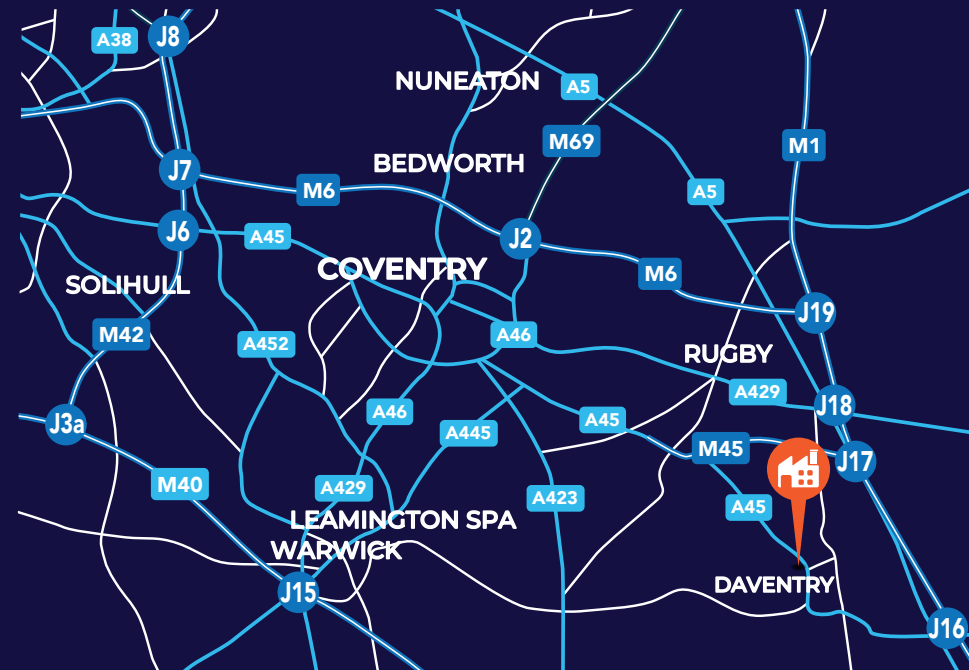 J8
A38
NUNEATON
A5
M69
M1
BEDWORTH
J7
M6
A5
J6
A45
J2
COVENTRY
M6
SOLIHULL
J19
M42
A452
A46
RUGBY
A429
J18
A46
J3a
A445
A45
M45
J17
M40
A429
A423
A45
LEAMINGTON SPA
WARWICK
DAVENTRY
J15
J16